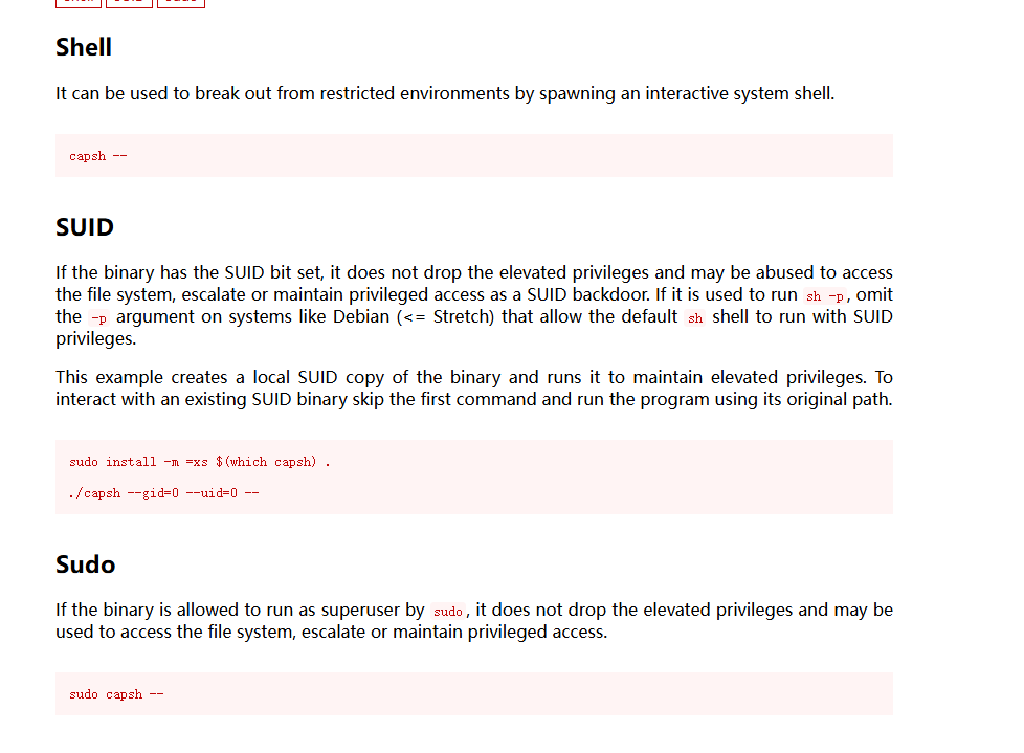 Shell
It can be used to break out from restricted environments by spawning an interactive system shell.
capsh --
SUID
If the binary has the SUID bit set, it does not drop the elevated privileges and may be abused to access
the file system, escalate or maintain privileged access as a SUID backdoor. If it is used to run sh -p, omit
the -p argument on systems like Debian (<= Stretch) that allow the default sh shell to run with SUID
privileges.
This example creates a local SUID copy of the binary and runs it to maintain elevated privileges. To
interact with an existing SUID binary skip the first command and run the program using its original path.
sudo install -m =xs $(which capsh) .
./capsh --gid=0 --uid=0 --
Sudo
If the binary is allowed to run as superuser by sudo, it does not drop the elevated privileges and may be
used to access the file system, escalate or maintain privileged access.
sudo capsh --